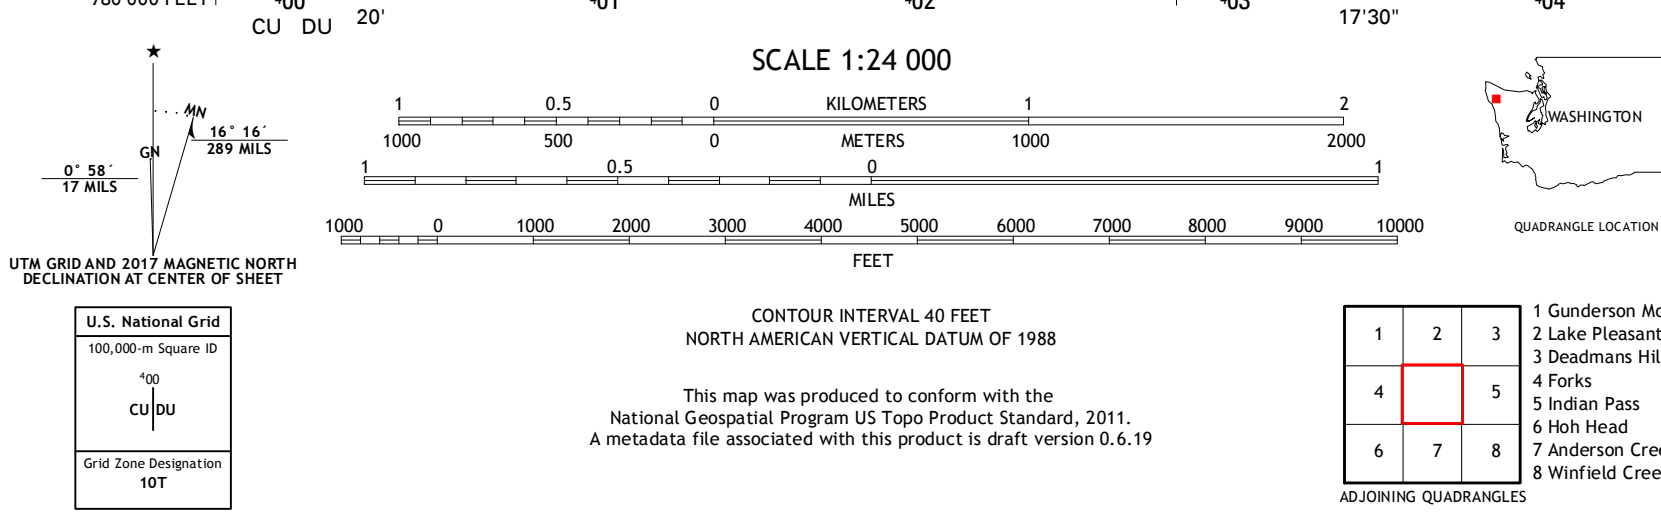 CU DU 20' 17'30"
SCALE 1:24 000
MN
16° 16´
289 MILS
GN
0° 58´
17 MILS
UTM GRID AND 2017 MAGNETIC NORTH
DECLINATION AT CENTER OF SHEET
1 0.5 0 KILOMETERS 1 2
1000 500 0 METERS 1000 2000
1 0.5 0 1
MILES
1000 0 1000 2000 3000 4000 5000 6000 7000 8000 9000 10000
FEET
WASHINGTON
QUADRANGLE LOCATION
U.S. National Grid
100,000-m Square ID
⁴00
CU DU
Grid Zone Designation
10T
CONTOUR INTERVAL 40 FEET
NORTH AMERICAN VERTICAL DATUM OF 1988
This map was produced to conform with the
National Geospatial Program US Topo Product Standard, 2011.
A metadata file associated with this product is draft version 0.6.19
1 2 3
4 5
6 7 8
ADJOINING QUADRANGLES
1 Gunderson
2 Lake Pleasant
3 Deadmans
4 Forks
5 Indian Pass
6 Hoh Head
7 Anderson
8 Winfield